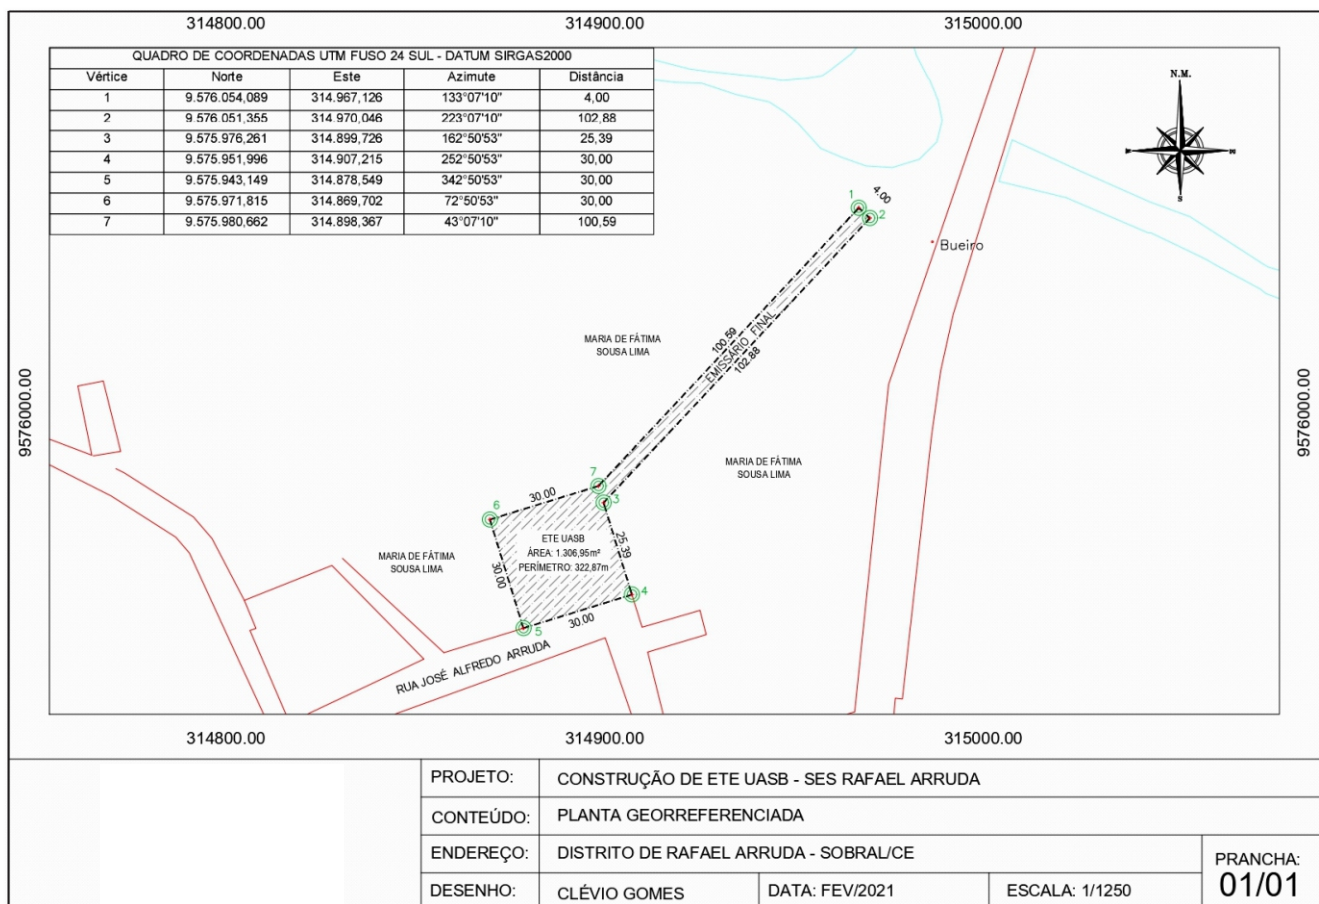 314800.00 314900.00 315000.00
QUADRO DE COORDENADAS UTM FUSO 24 SUL - DATUM SIRGAS2000
Vértice Norte Este Azimute Distância
1 9.576.054,089 314.967,126 133°07'10" 4,00
2 9.576.051,355 314.970,046 223°07'10" 102,88
3 9.575.976,261 314.899,726 162°50'53" 25,39
4 9.575.951,996 314.907,215 252°50'53" 30,00
5 9.575.943,149 314.878,549 342°50'53" 30,00
6 9.575.971,815 314.869,702 72°50'53" 30,00
7 9.575.980,662 314.898,367 43°07'10" 100,59
N.M.
S
1
4.00
2
Bueiro
100.59
EMISSÁRIO FINAL
102.88
MARIA DE FÁTIMA
SOUSA LIMA
9576000.00
9576000.00
MARIA DE FÁTIMA
SOUSA LIMA
7
30.00
3
6
ETE UASB
ÁREA: 1.306,95m²
PERÍMETRO: 322,87m
25.39
MARIA DE FÁTIMA
SOUSA LIMA
30.00
4
30.00
5
RUA JOSÉ ALFREDO ARRUDA
314800.00 314900.00 315000.00
PROJETO: CONSTRUÇÃO DE ETE UASB - SES RAFAEL ARRUDA
CONTEÚDO: PLANTA GEORREFERENCIADA
ENDEREÇO: DISTRITO DE RAFAEL ARRUDA - SOBRAL/CE
DESENHO: CLÉVIO GOMES DATA: FEV/2021 ESCALA: 1/1250
PRANCHA:
01/01